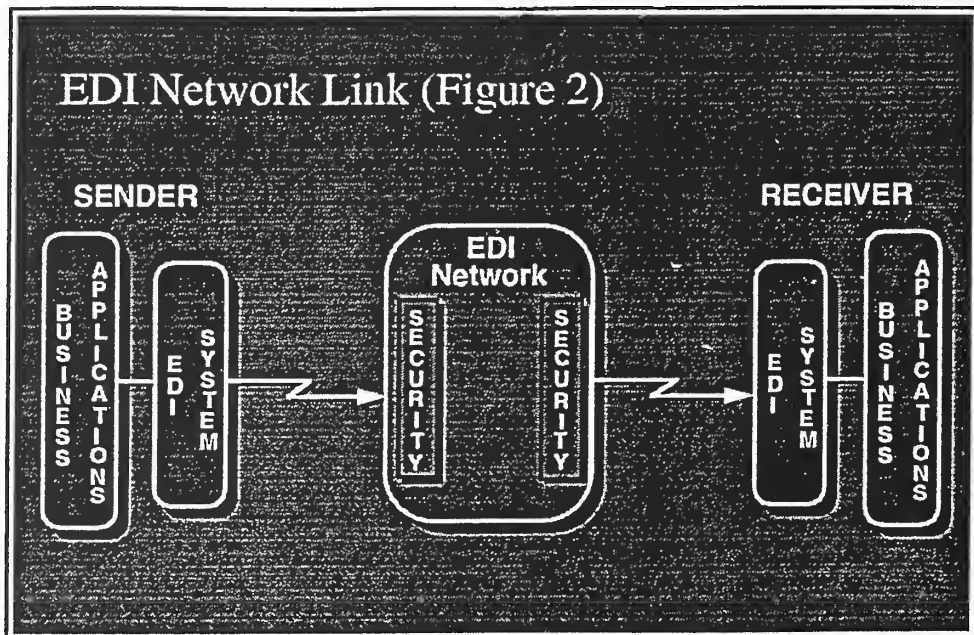 EDI Network Link (Figure 2)
SENDER
RECEIVER
BUSINESS
APPLICATIONS
EDI
SYSTEM
EDI
Network
SECURITY
SECURITY
EDI
SYSTEM
BUSINESS
APPLICATIONS